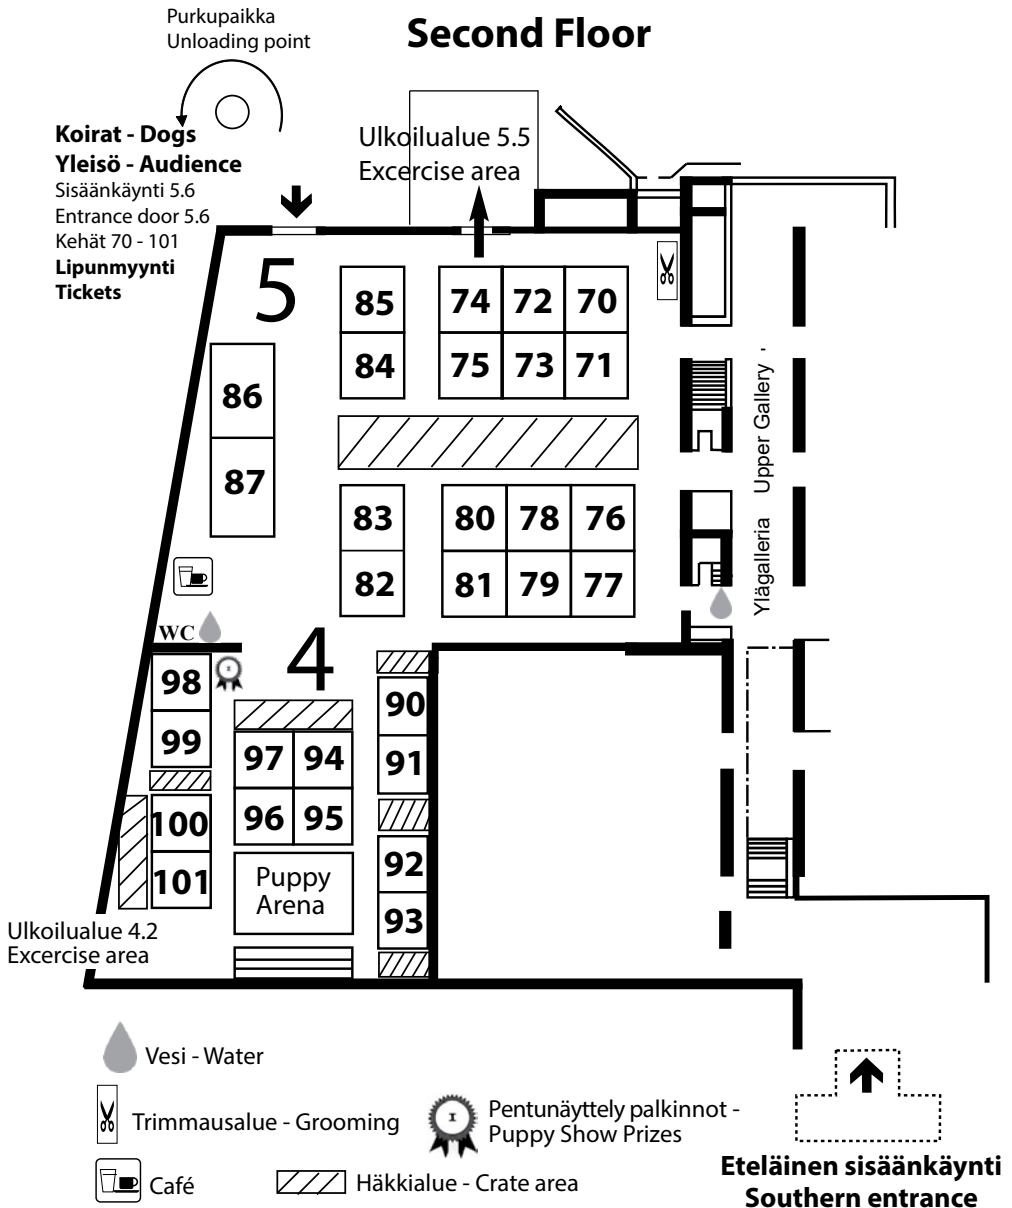 Purkupaikka
Unloading point
Second Floor
Koirat - Dogs
Yleisö - Audience
Sisäänkäynti 5.6
Entrance door 5.6
Kehät 70 - 101
Lipunmyynti
Tickets
Ulkoilualue 5.5
Excercise area
5
85
74 72 70
84
75 73 71
86
87
83
80 78 76
82
81 79 77
Ylägalleria Upper Gallery -
WC
4
98
99
100
101
97 94
96 95
Puppy
Arena
90
91
92
93
Ulkoilualue 4.2
Excercise area
Vesi - Water
Trimmausalue - Grooming
I
Pentunäyttely palkinnot -
Puppy Show Prizes
Café
Häkkialue - Crate area
Eteläinen sisäänkäynti
Southern entrance